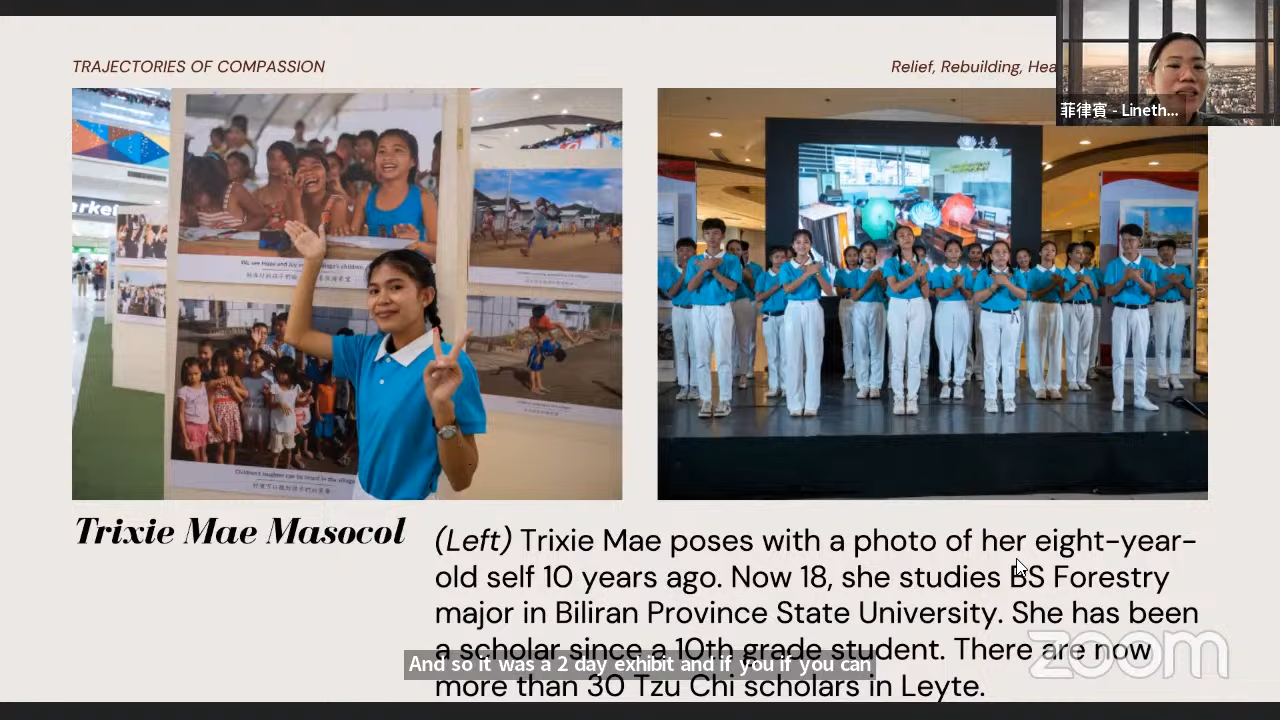 TRAJECTORIES OF COMPASSION
Relief, Rebuilding, Hea
菲律賓 - Lineth...
arke
Trixie Mae Masocol
(Left) Trixie Mae poses with a photo of her eight-year-
old self 10 years ago. Now 18, she studies BS Forestry
major in Biliran Province State University. She has been
a scholar since a 10th grade student. There are now
more than 30 Tzu Chi scholars in Leyte.
And so it was a 2 day exhibit and if you if you can
zoom